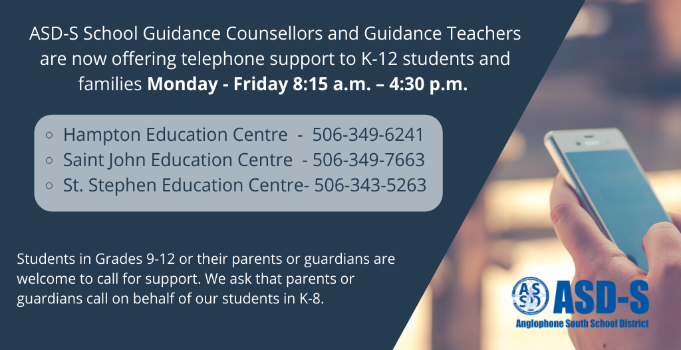 ASD-S School Guidance Counsellors and Guidance Teachers
are now offering telephone support to K-12 students and
families Monday - Friday 8:15 a.m. – 4:30 p.m.
Hampton Education Centre - 506-349-6241
Saint John Education Centre - 506-349-7663
St. Stephen Education Centre- 506-343-5263
Students in Grades 9-12 or their parents or guardians are
welcome to call for support. We ask that parents or
guardians call on behalf of our students in K-8.
AS
SD
ASD-S
Anglophone South School District